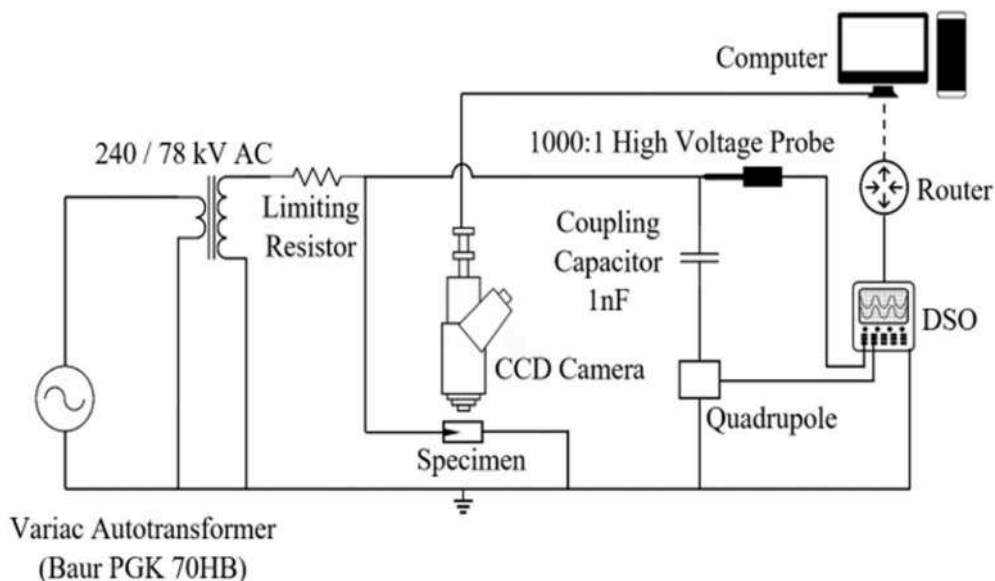 Computer
240 / 78 kV AC
1000:1 High Voltage Probe
Router
Limiting
Resistor
Coupling
Capacitor
1nF
DSO
CCD Camera
Quadrupole
Specimen
Variac Autotransformer
(Baur PGK 70HB)